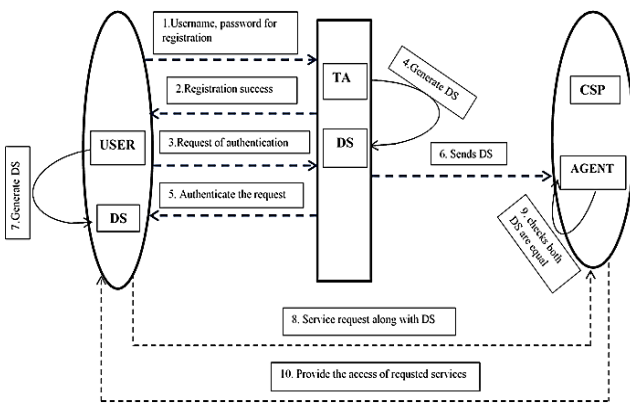 1.Username, password for
registration
2.Registration success
3.Request of authentication
5. Authenticate the request
USER
DS
7.Generate DS
TA
DS
4.Generate DS
6. Sends DS
CSP
AGENT
9. checks both
DS are equal
8. Service request along with DS
10. Provide the access of requsted services